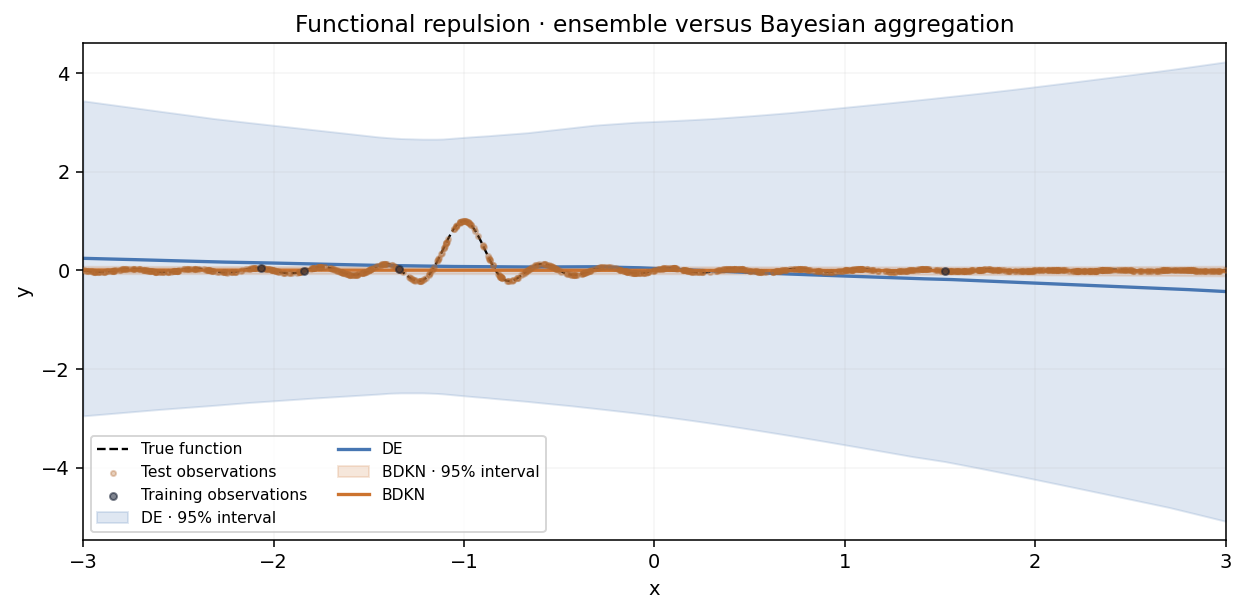 Functional repulsion · ensemble versus Bayesian aggregation
y
4
2
0
−2
−4
True function
Test observations
Training observations
DE · 95% interval
DE
BDKN · 95% interval
BDKN
−3 −2 −1 0 1 2 3
x